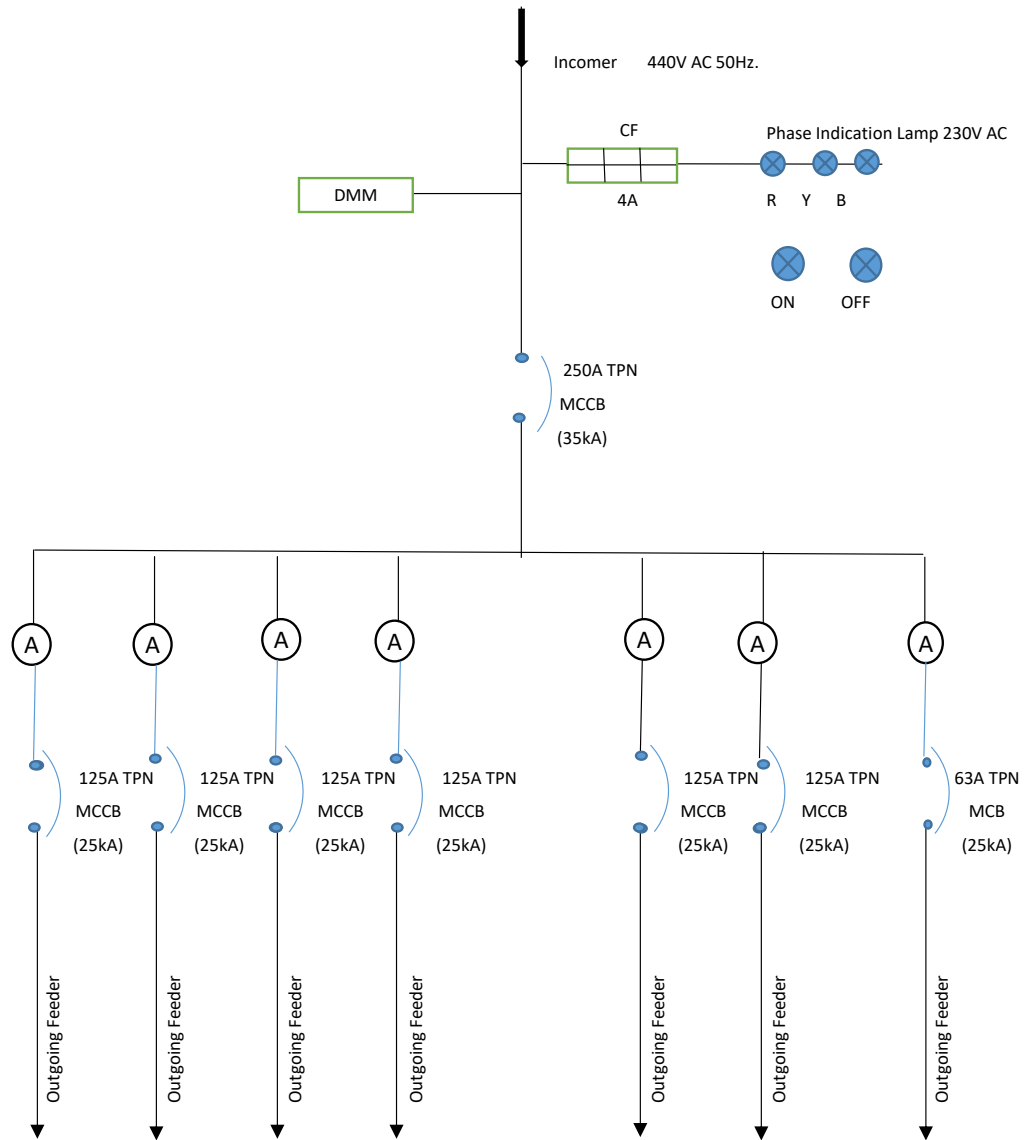 Incomer 440V AC 50Hz.
CF
Phase Indication Lamp 230V AC
DMM
4A
R Y B
ON OFF
250A TPN
MCCB
(35kA)
A A A A A A A
125A TPN 125A TPN 125A TPN 125A TPN 125A TPN 125A TPN 63A TPN
MCCB MCCB MCCB MCCB MCCB MCCB MCB
(25kA) (25kA) (25kA) (25kA) (25kA) (25kA) (25kA)
Outgoing Feeder
Outgoing Feeder
Outgoing Feeder
Outgoing Feeder
Outgoing Feeder
Outgoing Feeder
Outgoing Feeder